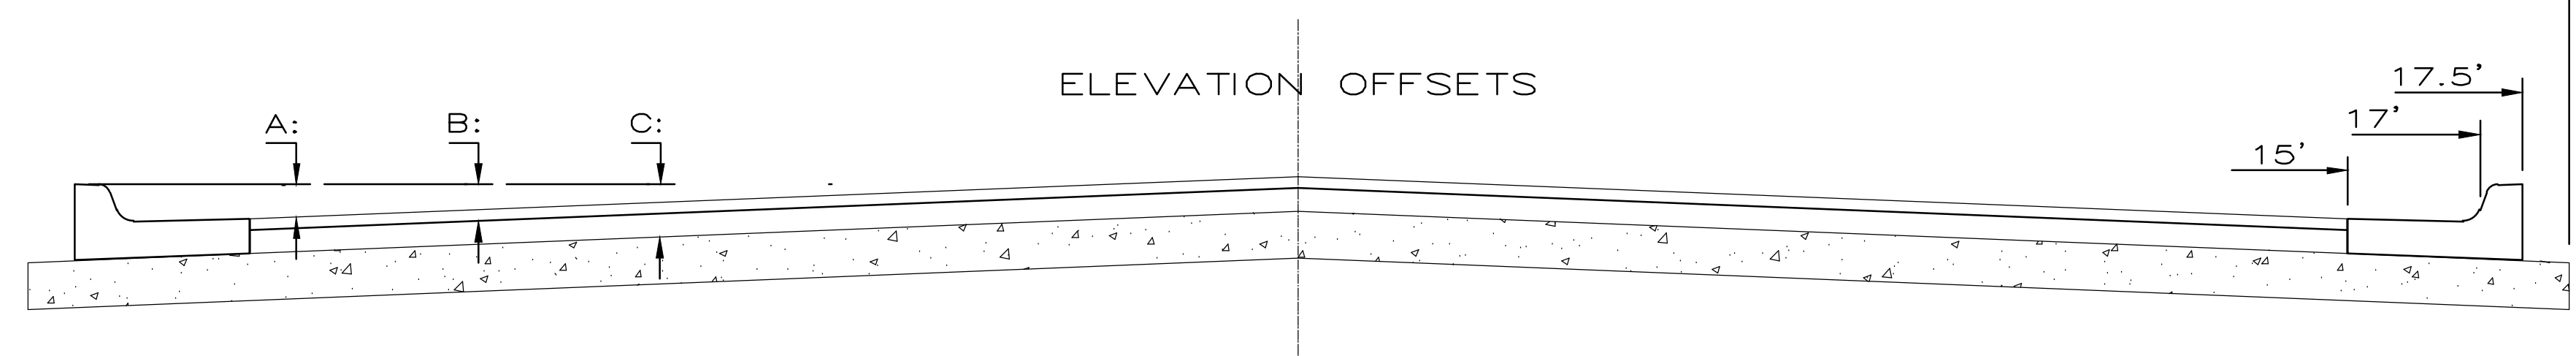 ELEVATION OFFSETS
17.5'
A:
B:
C:
17'
15'